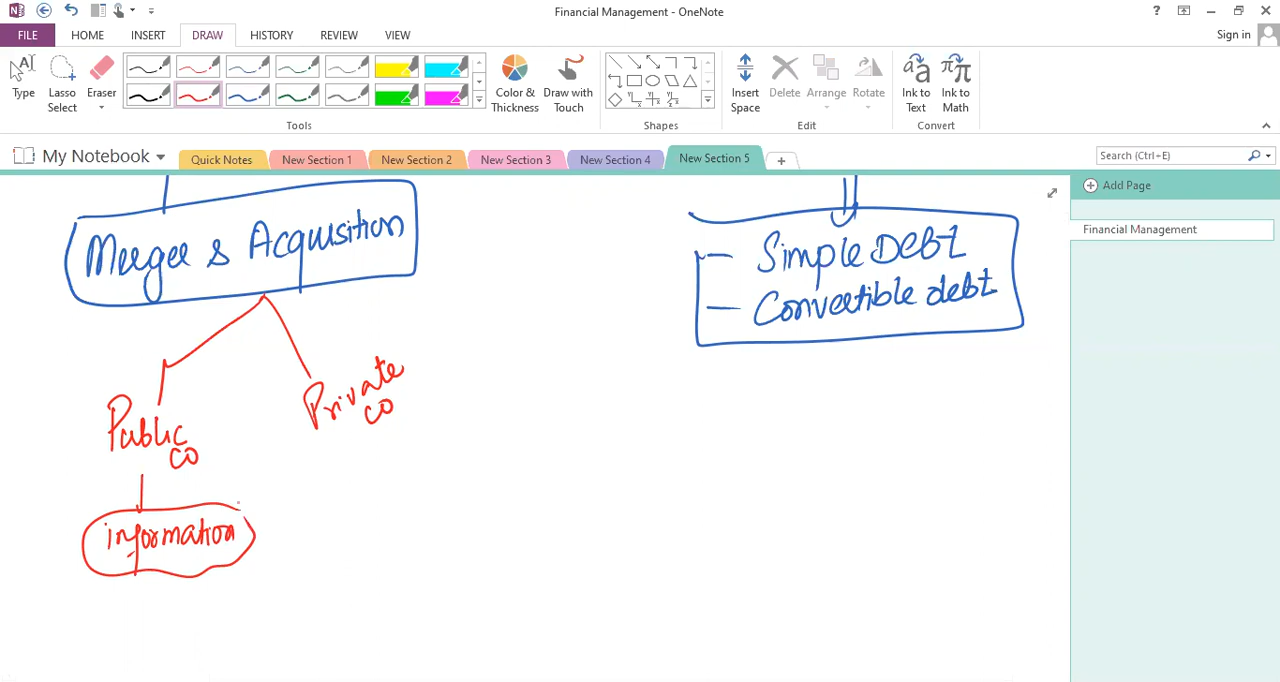 Financial Management - OneNote
Sign in
FILE HOME INSERT DRAW HISTORY REVIEW VIEW
Type
Lasso Select
Eraser
Color & Thickness
Draw with Touch
Insert Space
Delete
Arrange
Rotate
Ink to Text
Ink to Math
Tools
Shapes
Edit
Convert
My Notebook
Quick Notes New Section 1 New Section 2 New Section 3 New Section 4 New Section 5
Search (Ctrl+E)
Add Page
Financial Management
Merger & Acquisition
Simple Debt
Convertible debt
Public co
Private co
information